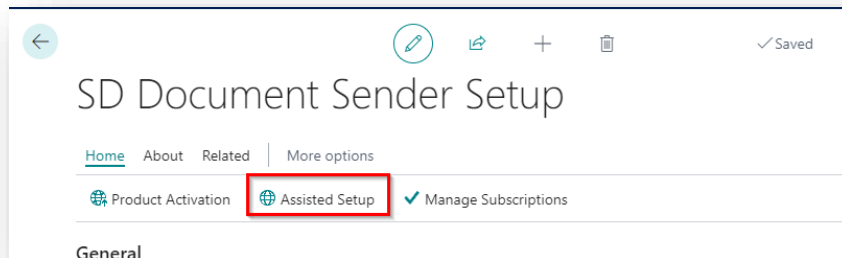 Saved
SD Document Sender Setup
Home About Related More options
Product Activation Assisted Setup Manage Subscriptions
General